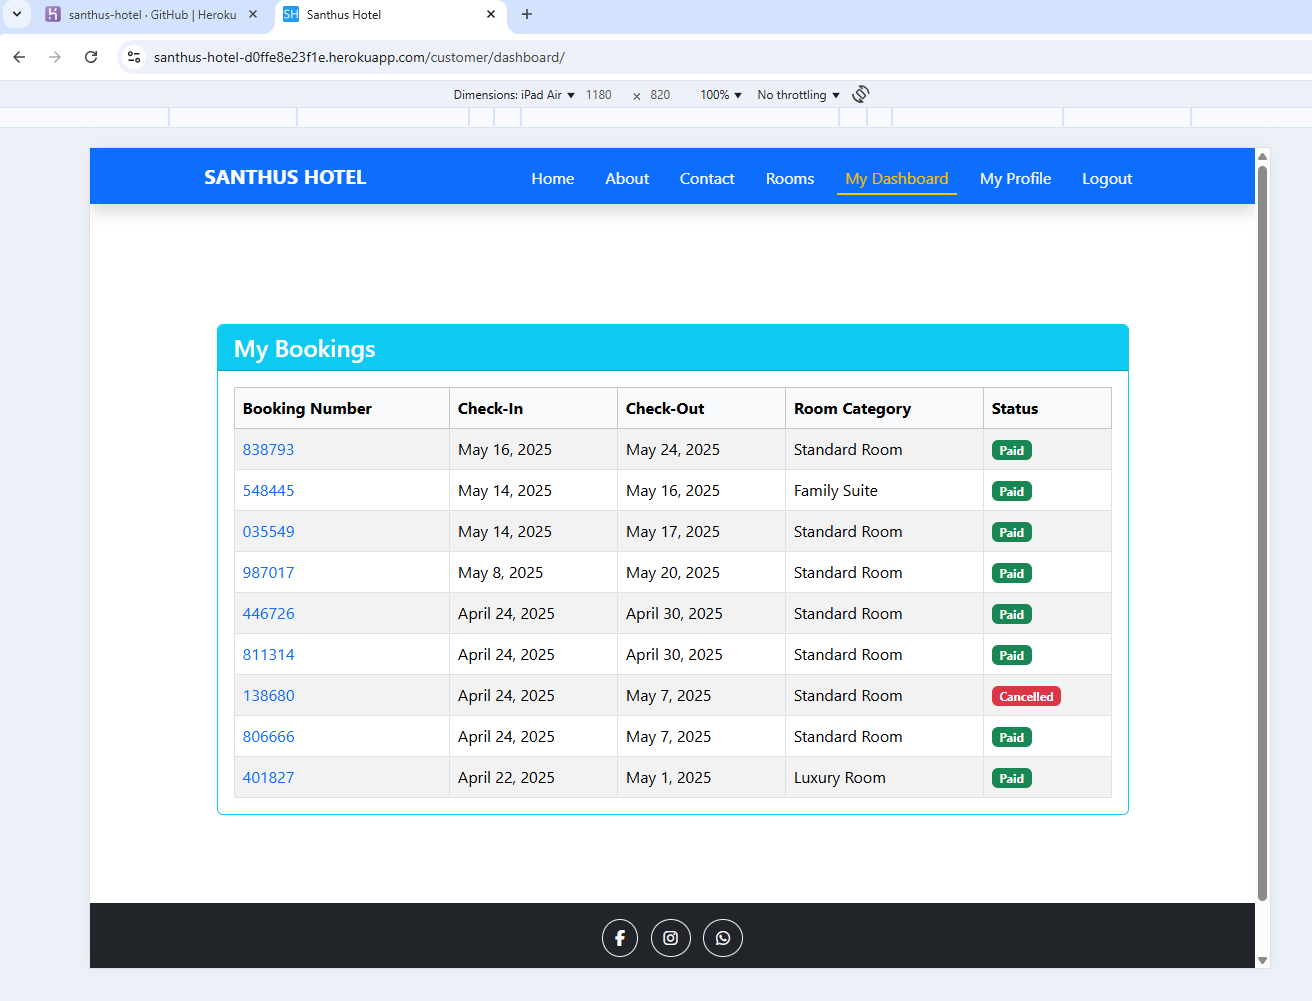 santhus-hotel · GitHub | Heroku
Santhus Hotel
santhus-hotel-d0ffe8e23f1e.herokuapp.com/customer/dashboard/
Dimensions: iPad Air 1180 × 820 100% No throttling
SANTHUS HOTEL Home About Contact Rooms My Dashboard My Profile Logout
My Bookings
Booking Number Check-In Check-Out Room Category Status
838793 May 16, 2025 May 24, 2025 Standard Room Paid
548445 May 14, 2025 May 16, 2025 Family Suite Paid
035549 May 14, 2025 May 17, 2025 Standard Room Paid
987017 May 8, 2025 May 20, 2025 Standard Room Paid
446726 April 24, 2025 April 30, 2025 Standard Room Paid
811314 April 24, 2025 April 30, 2025 Standard Room Paid
138680 April 24, 2025 May 7, 2025 Standard Room Cancelled
806666 April 24, 2025 May 7, 2025 Standard Room Paid
401827 April 22, 2025 May 1, 2025 Luxury Room Paid